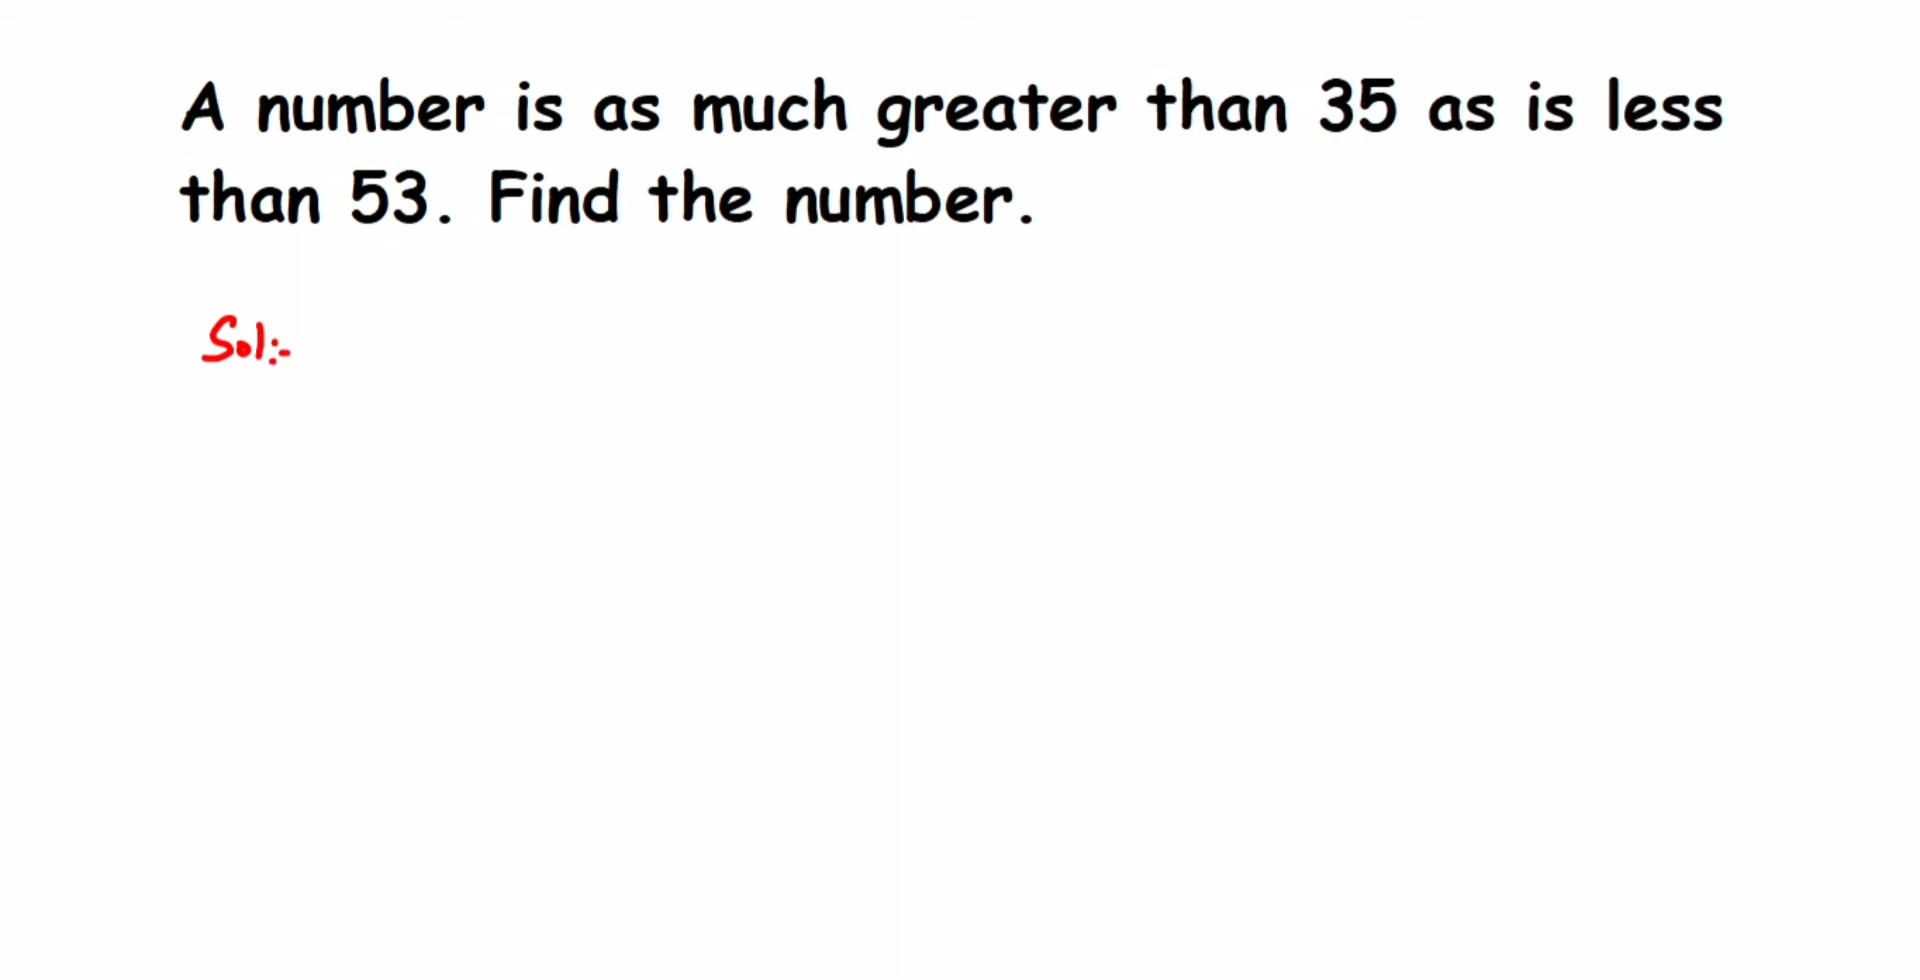 A number is as much greater than 35 as is less
than 53. Find the number.
Sol:-